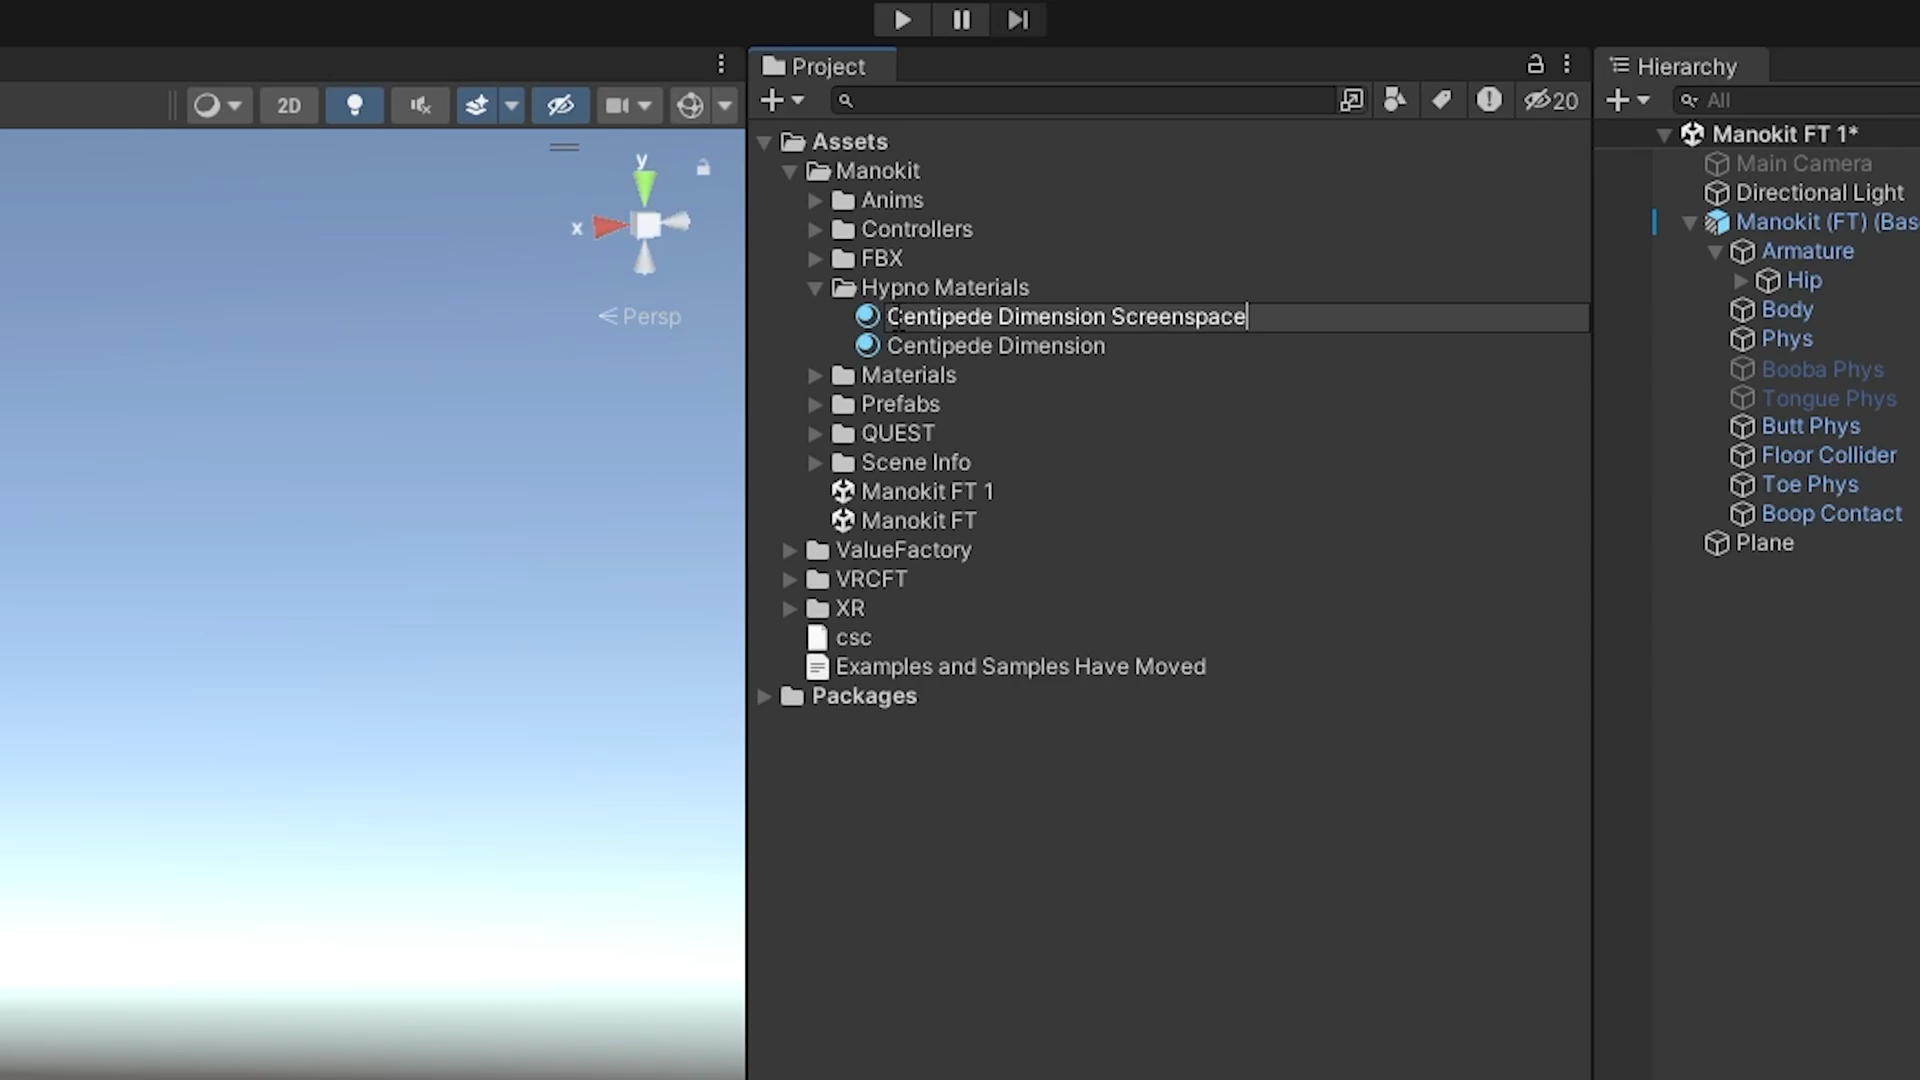 Project
Hierarchy
2D
20
All
y
x
Persp
Assets
Manokit
Anims
Controllers
FBX
Hypno Materials
Centipede Dimension Screenspace
Centipede Dimension
Materials
Prefabs
QUEST
Scene Info
Manokit FT 1
Manokit FT
ValueFactory
VRCFT
XR
csc
Examples and Samples Have Moved
Packages
Manokit FT 1*
Main Camera
Directional Light
Manokit (FT) (Bas
Armature
Hip
Body
Phys
Booba Phys
Tongue Phys
Butt Phys
Floor Collider
Toe Phys
Boop Contact
Plane